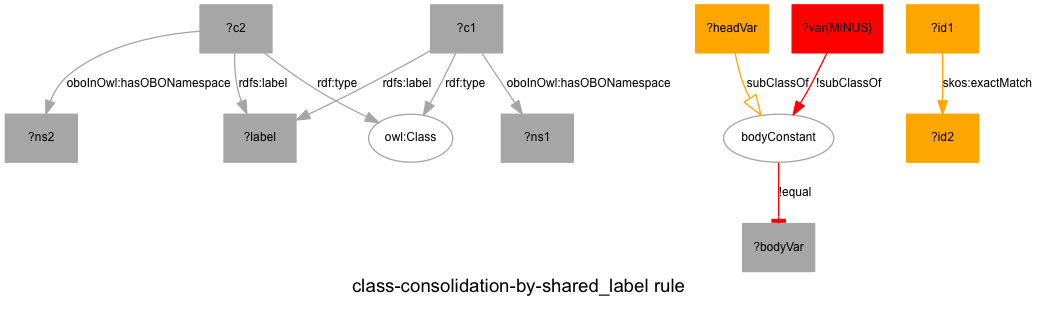 ?c2
?c1
?headVar
?var{MINUS}
?id1
oboInOwl:hasOBONamespace
rdfs:label
rdf:type
rdfs:label
rdf:type
oboInOwl:hasOBONamespace
subClassOf
!subClassOf
skos:exactMatch
?ns2
?label
owl:Class
?ns1
bodyConstant
?id2
!equal
?bodyVar
class-consolidation-by-shared_label rule